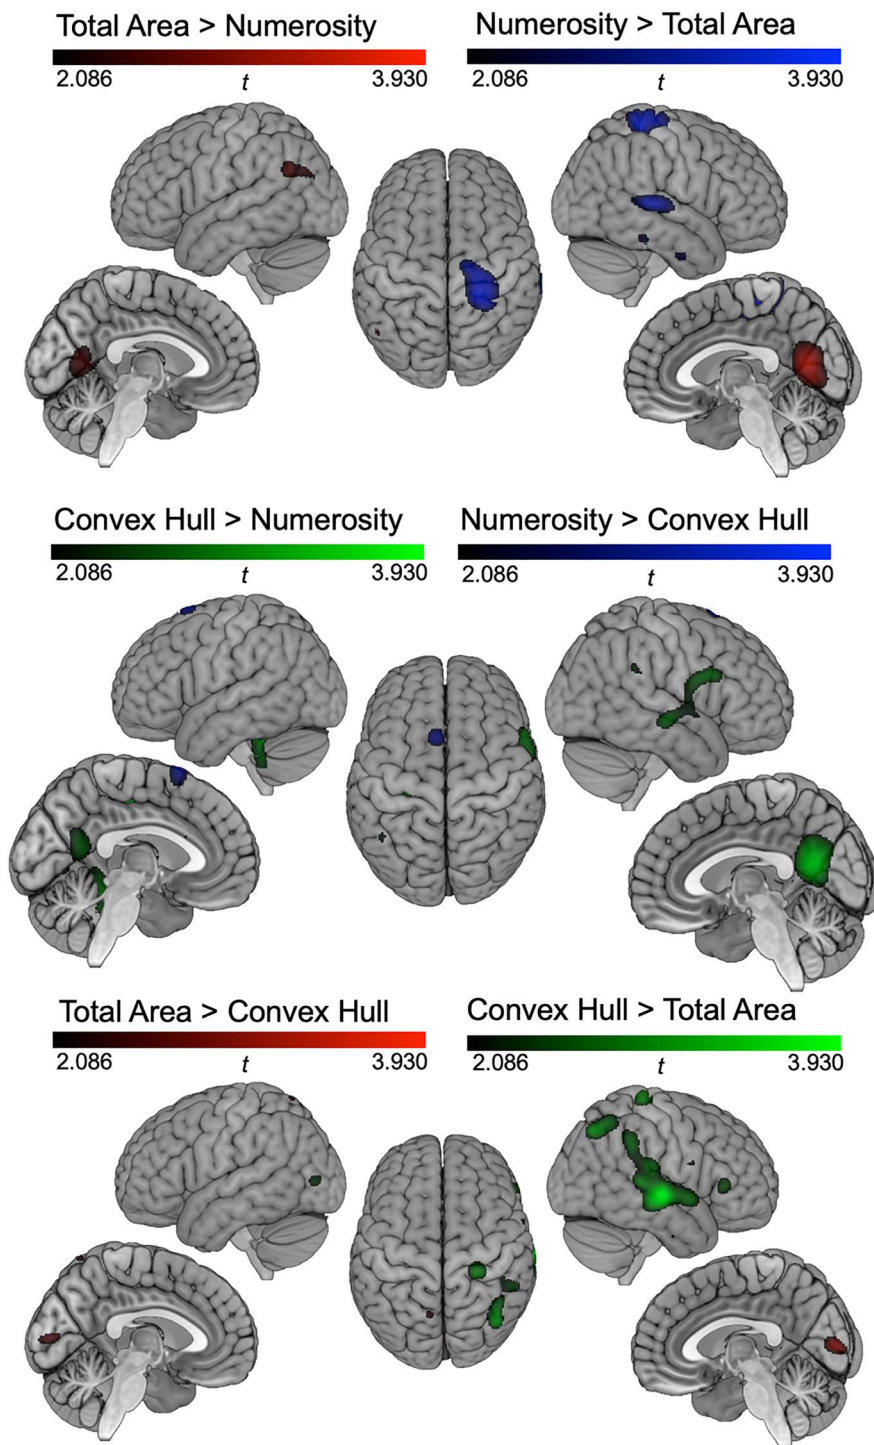 Total Area > Numerosity
Numerosity > Total Area
2.086 t 3.930
2.086 t 3.930
Convex Hull > Numerosity
Numerosity > Convex Hull
2.086 t 3.930
2.086 t 3.930
Total Area > Convex Hull
Convex Hull > Total Area
2.086 t 3.930
2.086 t 3.930